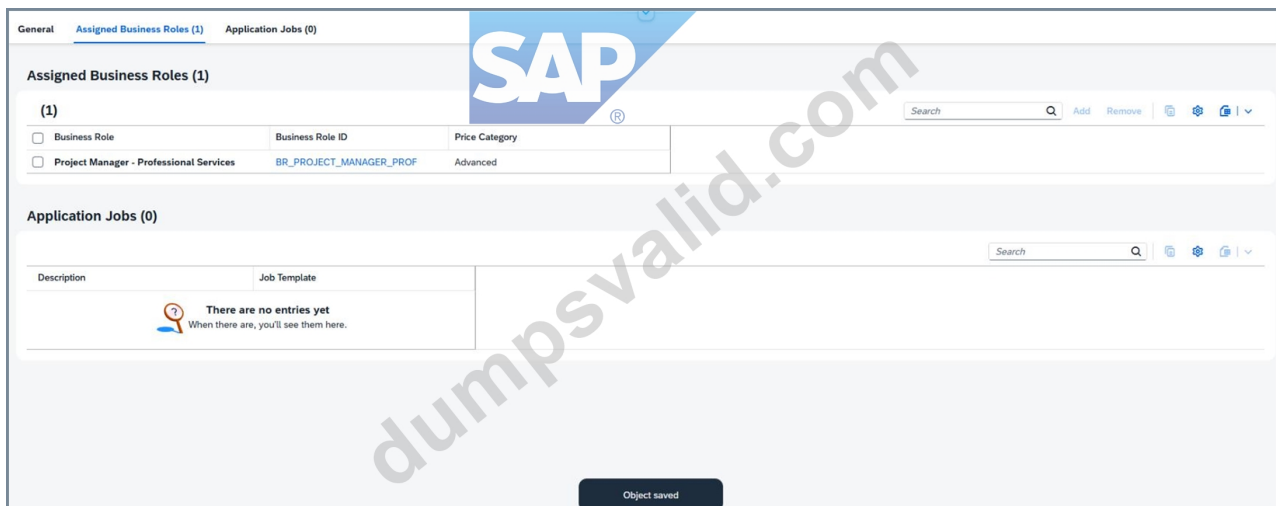 General Assigned Business Roles (1) Application Jobs (0)
SAP
®
Assigned Business Roles (1)
(1) Search Add Remove
Business Role Business Role ID Price Category
Project Manager - Professional Services BR_PROJECT_MANAGER_PROF Advanced
Application Jobs (0)
Search
Description Job Template
There are no entries yet
When there are, you'll see them here.
Object saved
dumpsvalid.com